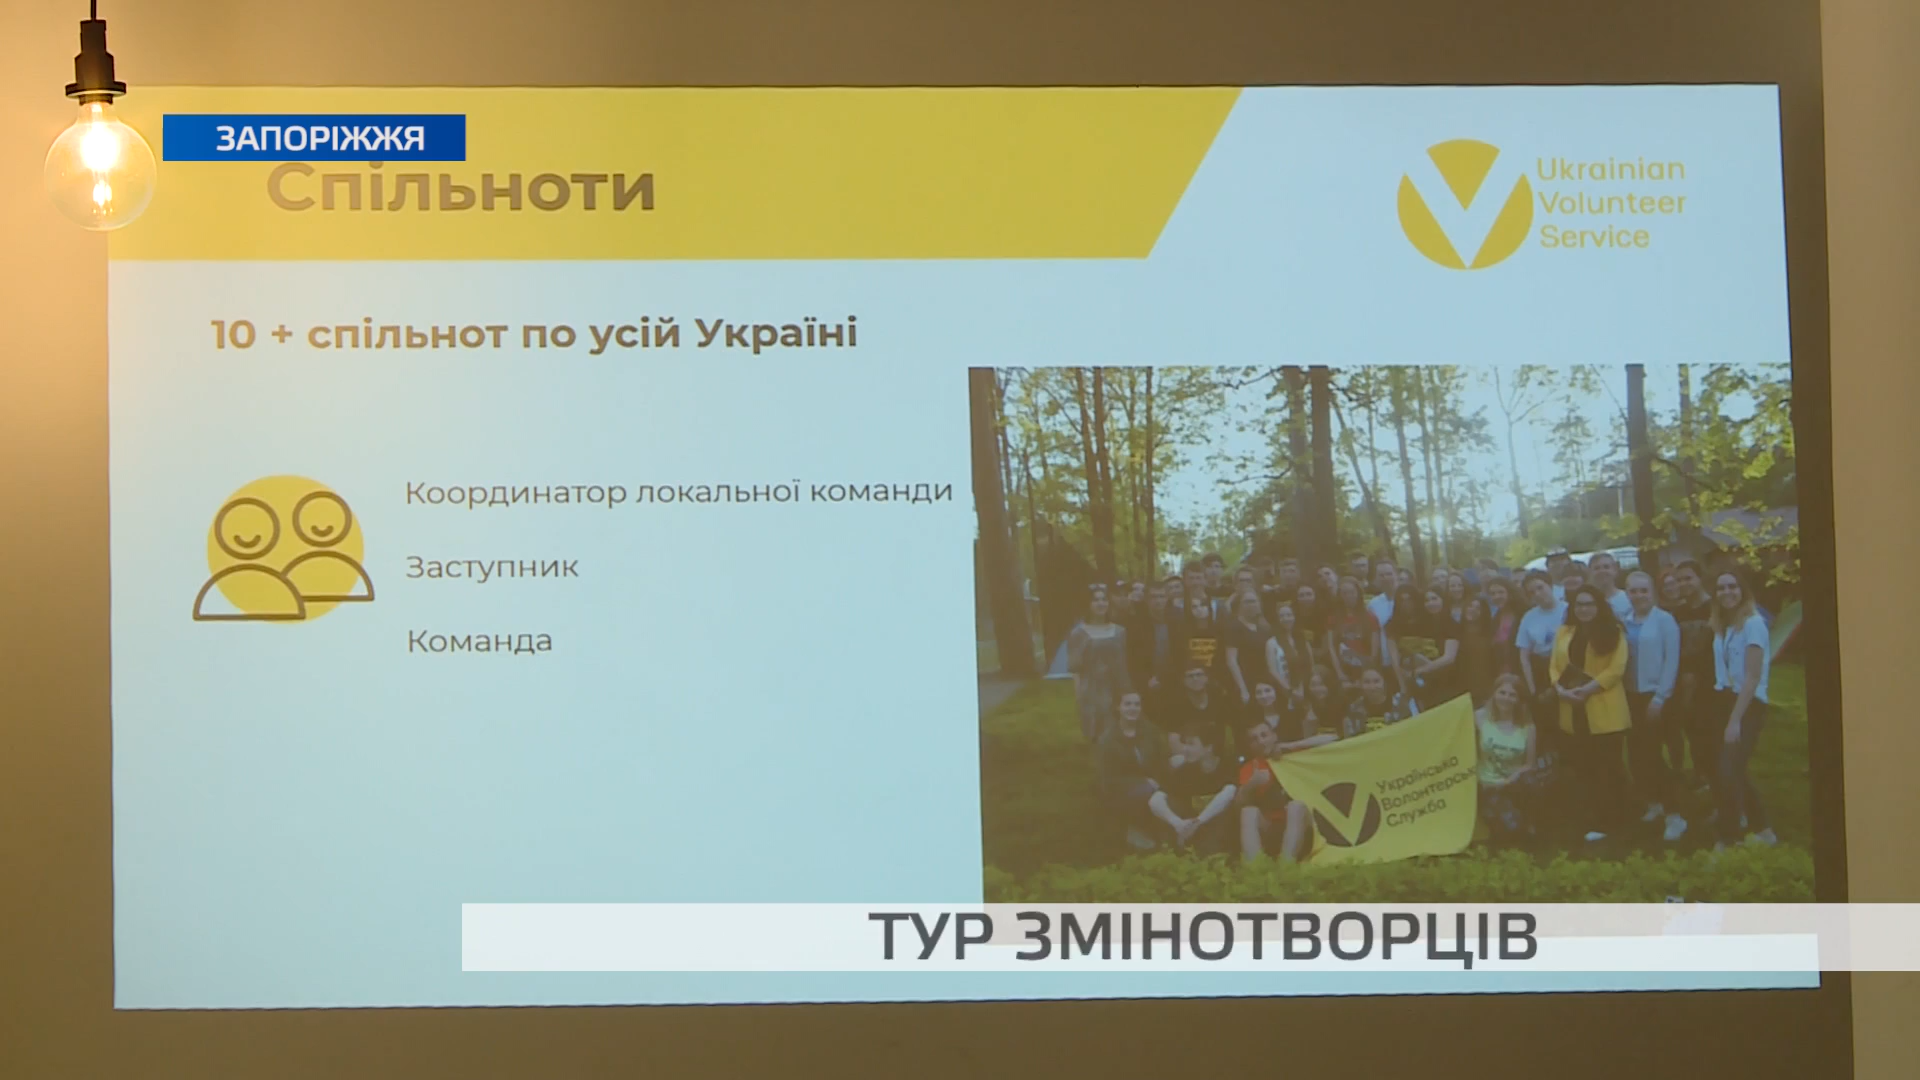 ЗАПОРІЖЖЯ
Спільноти
Ukrainian
Volunteer
Service
10 + спільнот по усій Україні
Координатор локальної команди
Заступник
Команда
Українська
Волонтерська
Служба
ТУР ЗМІНОТВОРЦІВ